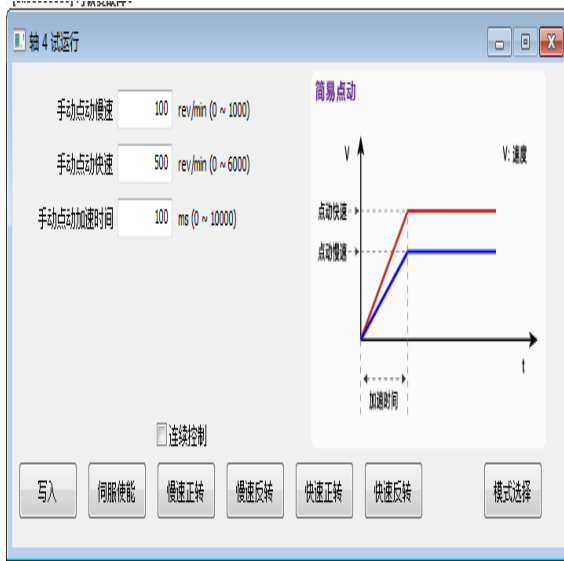 轴 4 试运行
手动点动慢速 100 rev/min (0 ~ 1000)
手动点动快速 500 rev/min (0 ~ 6000)
手动点动加速时间 100 ms (0 ~ 10000)
简易点动
V
V: 速度
点动快速
点动慢速
t
加速时间
连续控制
写入 伺服使能 慢速正转 慢速反转 快速正转 快速反转 模式选择